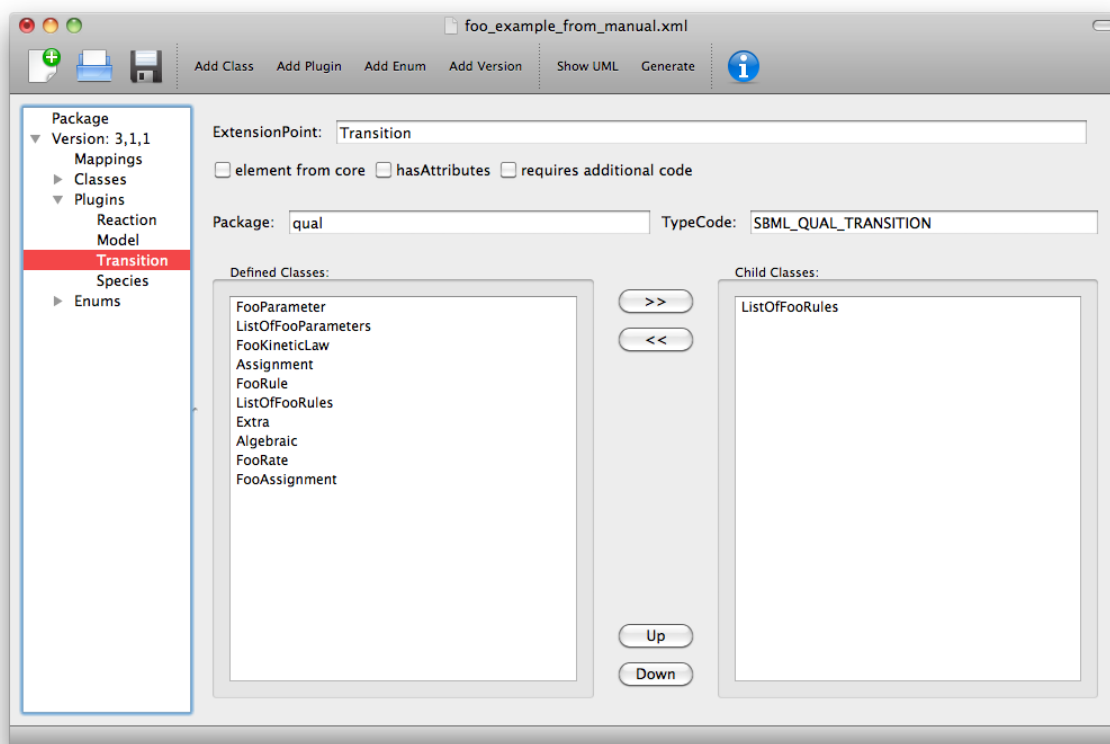 foo_example_from_manual.xml
Add Class Add Plugin Add Enum Add Version Show UML Generate
Package
Version: 3,1,1
Mappings
Classes
Plugins
Reaction
Model
Transition
Species
Enums
ExtensionPoint: Transition
element from core hasAttributes requires additional code
Package: qual TypeCode: SBML_QUAL_TRANSITION
Defined Classes:
FooParameter
ListOfFooParameters
FooKineticLaw
Assignment
FooRule
ListOfFooRules
Extra
Algebraic
FooRate
FooAssignment
>>
<<
Up
Down
Child Classes:
ListOfFooRules